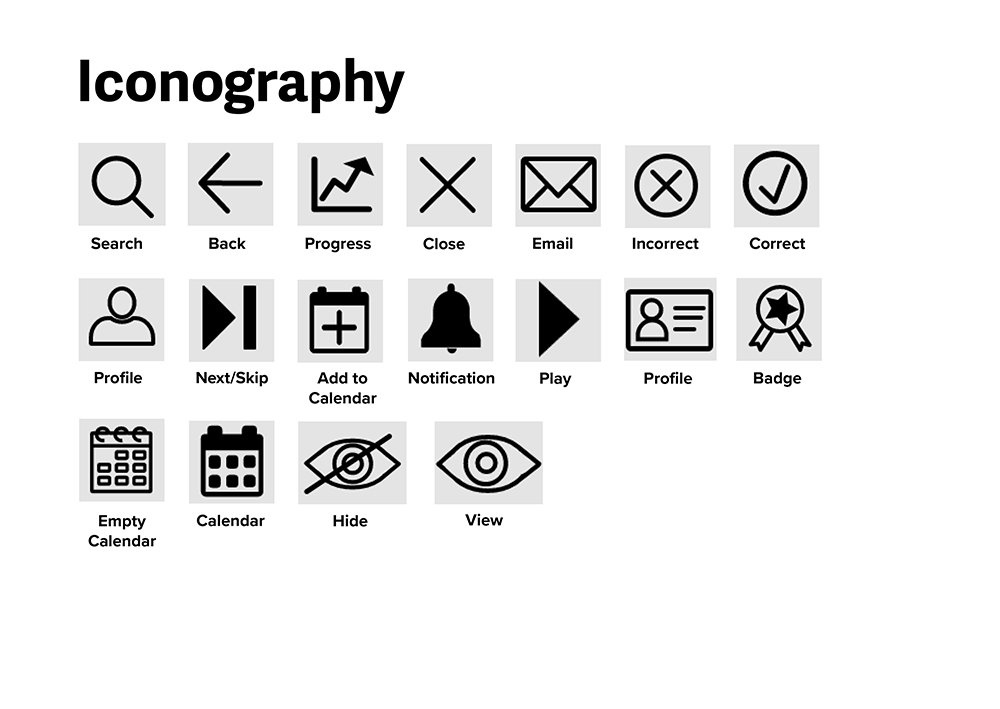 Iconography
Search
Back
Progress
Close
Email
Incorrect
Correct
Profile
Next/Skip
Add to
Calendar
Notification
Play
Profile
Badge
Empty
Calendar
Calendar
Hide
View